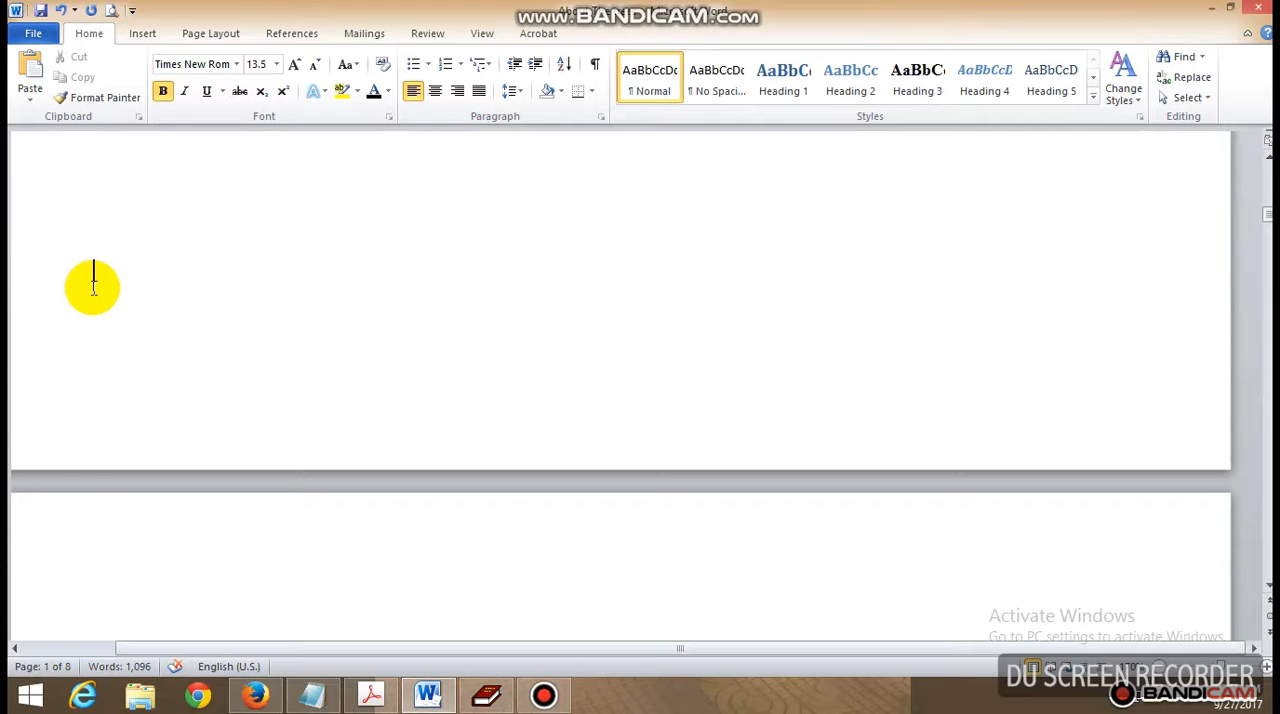 www.BANDICAM.com
File Home Insert Page Layout References Mailings Review View Acrobat
Paste
Cut
Copy
Format Painter
Clipboard
Times New Rom 13.5
Font
Paragraph
AaBbCcDc AaBbCcDc AaBbC AaBbCc AaBbC AaBbCcD AaBbCcD
¶ Normal ¶ No Spaci... Heading 1 Heading 2 Heading 3 Heading 4 Heading 5
Styles
Change
Styles
Find
Replace
Select
Editing
Activate Windows
Go to PC settings to activate Windows.
Page: 1 of 8 Words: 1,096 English (U.S.)
DU SCREEN RECORDER
BANDICAM
9/27/2017